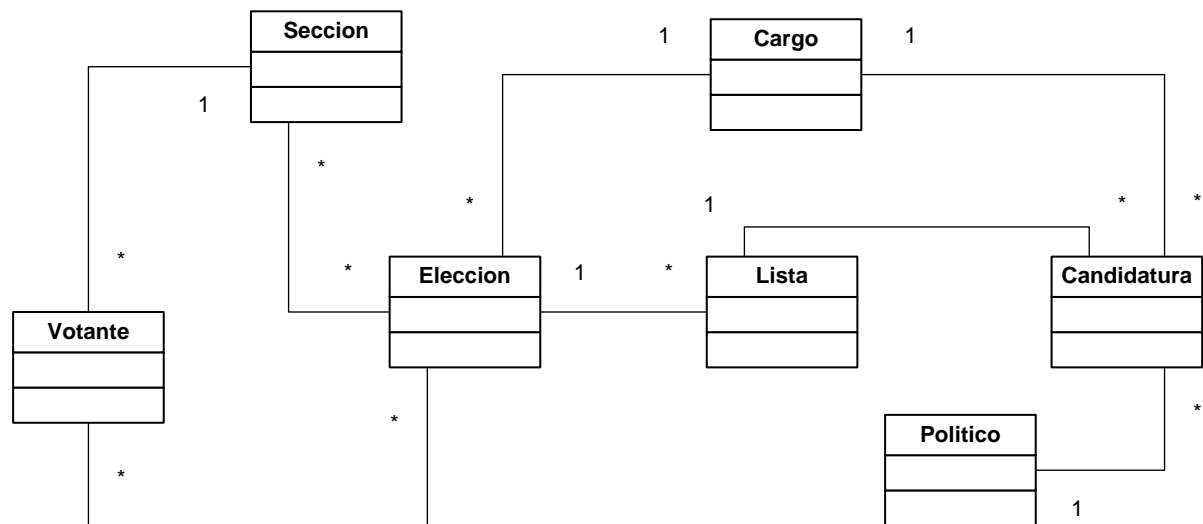 Seccion
1
Cargo
1
1
*
*
1
*
*
*
*
Eleccion
1
*
Lista
Candidatura
Votante
*
*
Politico
*
1